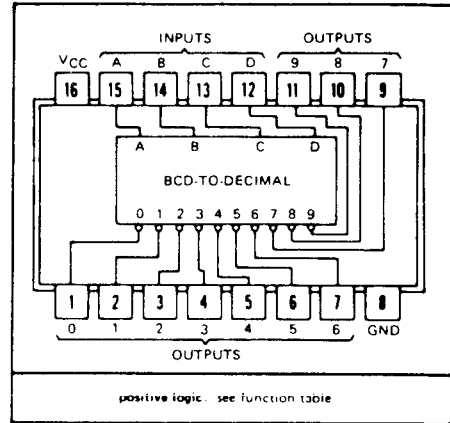 INPUTS OUTPUTS
VCC A B C D 9 8 7
16 15 14 13 12 11 10 9
A B C D
BCD-TO-DECIMAL
0 1 2 3 4 5 6 7 8 9
1 2 3 4 5 6 7 8
0 1 2 3 4 5 6 GND
OUTPUTS
positive logic: see function table